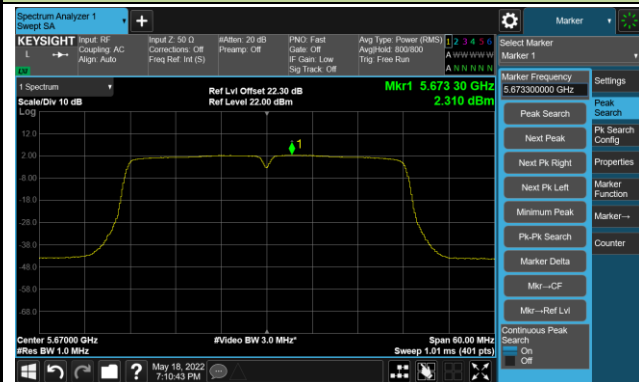 Spectrum Analyzer 1
Swept SA
Marker
KEYSIGHT Input: RF Input Z: 50 Ω #Atten: 20 dB PNO: Fast Avg Type: Power (RMS) 1 2 3 4 5 6
L Coupling: AC Corrections: Off Preamp: Off Gate: Off Avg|Hold: 800/800 A W W W W W
Align: Auto Freq Ref: Int (S) IF Gain: Low Trig: Free Run
Sig Track: Off A N N N N N
Select Marker
Marker 1
1 Spectrum
Scale/Div 10 dB
Log
Ref Lvl Offset 22.30 dB
Ref Level 22.00 dBm
Mkr1 5.673 30 GHz
2.310 dBm
12.0
2.00
-8.00
-18.0
-28.0
-38.0
-48.0
-58.0
-68.0
1
Center 5.67000 GHz #Video BW 3.0 MHz* Span 60.00 MHz
#Res BW 1.0 MHz Sweep 1.01 ms (401 pts)
Marker Frequency
5.673300000 GHz
Peak Search
Next Peak
Next Pk Right
Next Pk Left
Minimum Peak
Pk-Pk Search
Marker Delta
Mkr→CF
Mkr→Ref Lvl
Continuous Peak
Search
On
Off
Settings
Peak
Search
Pk Search
Config
Properties
Marker
Function
Marker→
Counter
May 18, 2022
7:10:43 PM